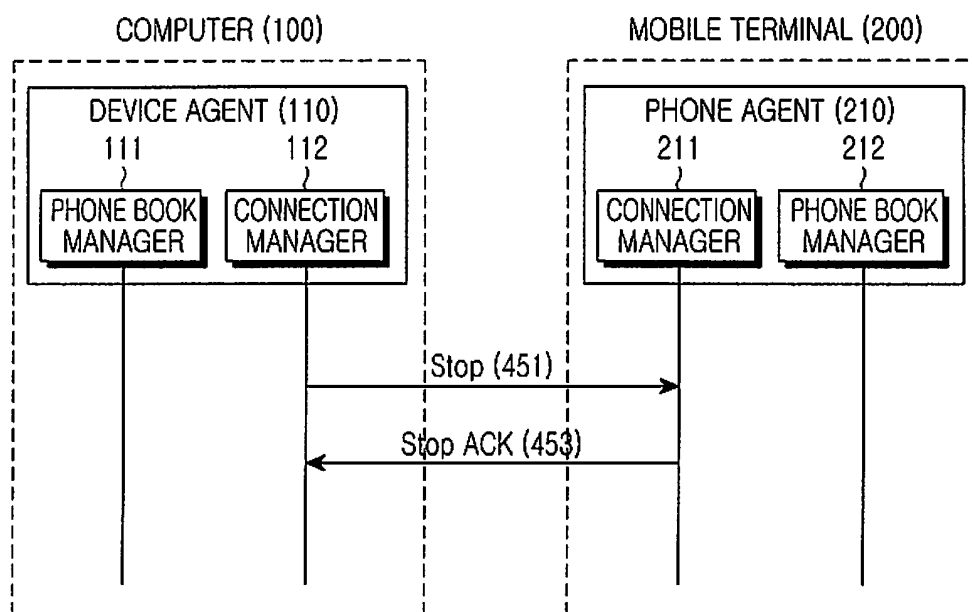 COMPUTER (100)
MOBILE TERMINAL (200)
DEVICE AGENT (110)
111
112
PHONE BOOK
MANAGER
CONNECTION
MANAGER
PHONE AGENT (210)
211
212
CONNECTION
MANAGER
PHONE BOOK
MANAGER
Stop (451)
Stop ACK (453)